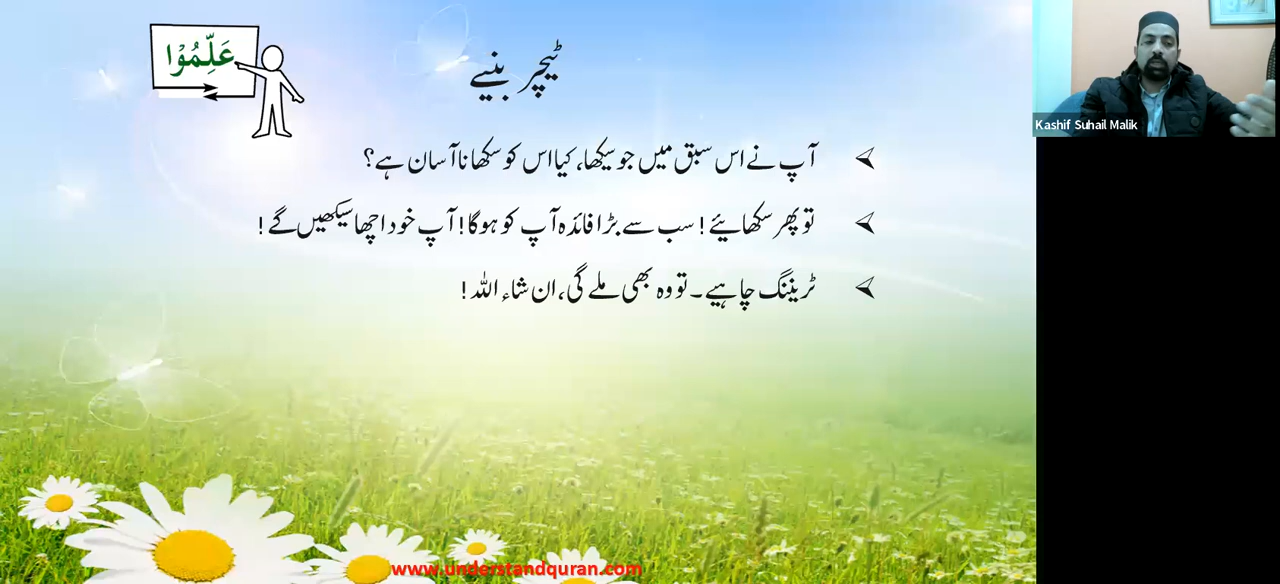 عَلِّمُوْا
ٹیچر بنیے
آپ نے اس سبق میں جو سیکھا، کیا اس کو سکھانا آسان ہے؟
تو پھر سکھایئے! سب سے بڑا فائدہ آپ کو ہوگا! آپ خود اچھا سیکھیں گے!
ٹریننگ چاہیے۔ تو وہ بھی ملے گی، ان شاء اللہ!
www.understandquran.com
Kashif Suhail Malik